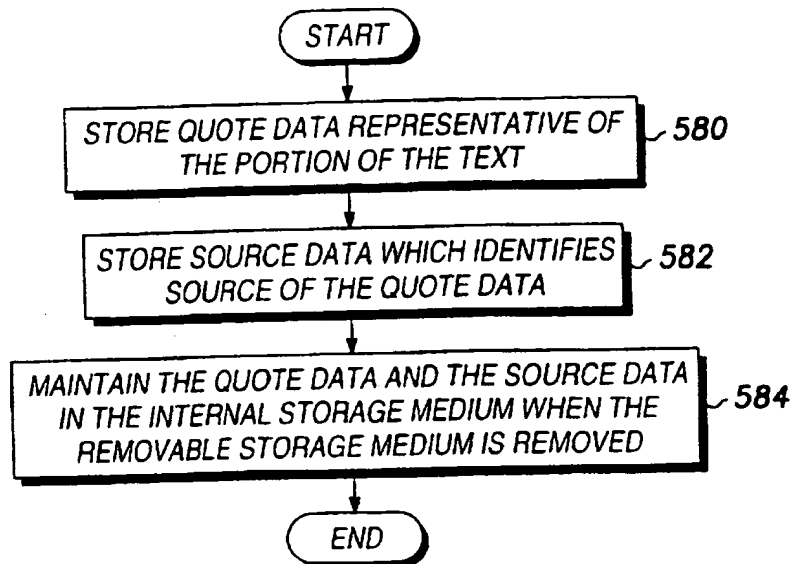 START
STORE QUOTE DATA REPRESENTATIVE OF
THE PORTION OF THE TEXT
580
STORE SOURCE DATA WHICH IDENTIFIES
SOURCE OF THE QUOTE DATA
582
MAINTAIN THE QUOTE DATA AND THE SOURCE DATA
IN THE INTERNAL STORAGE MEDIUM WHEN THE
REMOVABLE STORAGE MEDIUM IS REMOVED
584
END